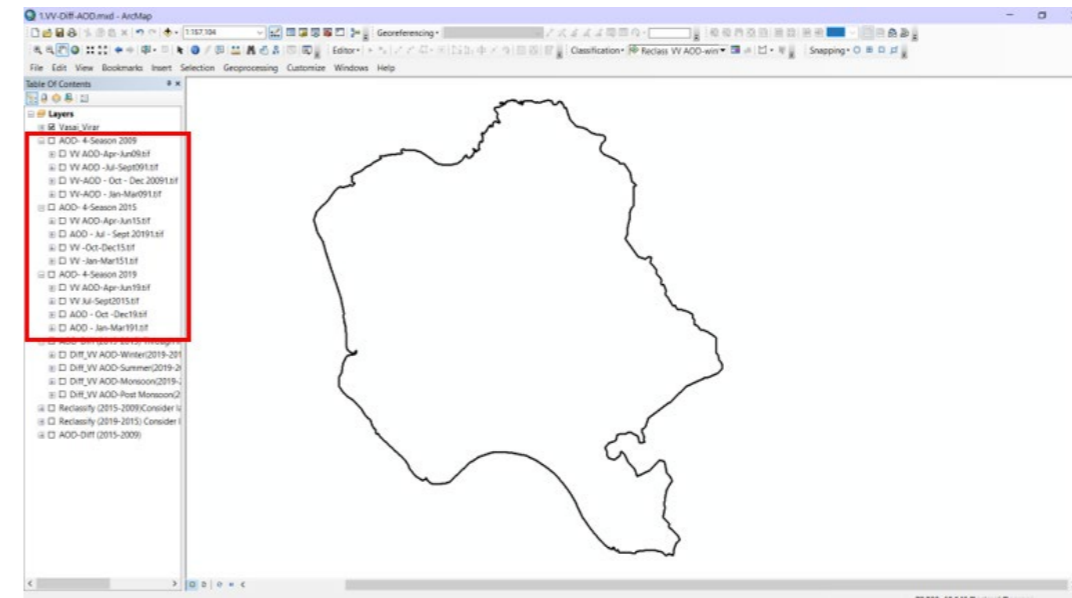 1.VV-Diff-AOD.mxd - ArcMap
1:157,104 Georeferencing
Editor Classification Reclass VV AOD-win Snapping
File Edit View Bookmarks Insert Selection Geoprocessing Customize Windows Help
Table Of Contents
Layers
Vasai_Virar
AOD- 4-Season 2009
VV AOD-Apr-Jun09.tif
VV AOD -Jul-Sept091.tif
VV-AOD - Oct - Dec 20091.tif
VV-AOD - Jan-Mar091.tif
AOD- 4-Season 2015
VV AOD-Apr-Jun15.tif
AOD - Jul - Sept 20191.tif
VV -Oct-Dec15.tif
VV -Jan-Mar151.tif
AOD- 4-Season 2019
VV AOD-Apr-Jun19.tif
VV Jul-Sept2015.tif
AOD - Oct -Dec19.tif
AOD - Jan-Mar191.tif
Diff_VV AOD-Winter(2019-201
Diff_VV AOD-Summer(2019-2
Diff_VV AOD-Monsoon(2019-
Diff_VV AOD-Post Monsoon(2
Reclassify (2015-2009)Consider
Reclassify (2019-2015) Consider
AOD-Diff (2015-2009)